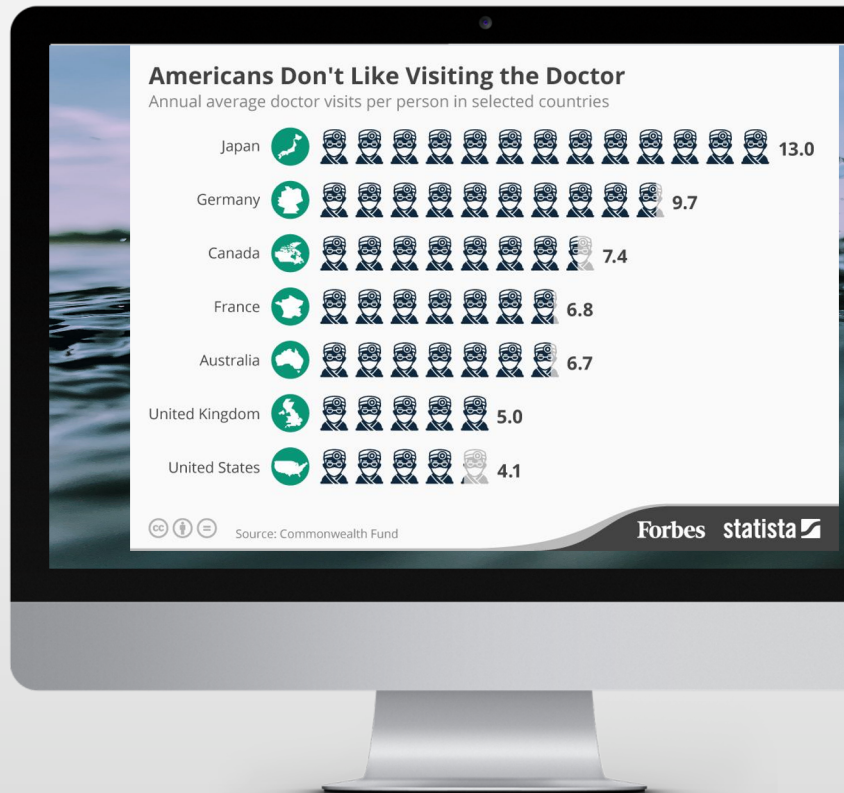 Americans Don't Like Visiting the Doctor
Annual average doctor visits per person in selected countries
Japan 13.0
Germany 9.7
Canada 7.4
France 6.8
Australia 6.7
United Kingdom 5.0
United States 4.1
cc = Source: Commonwealth Fund Forbes statista